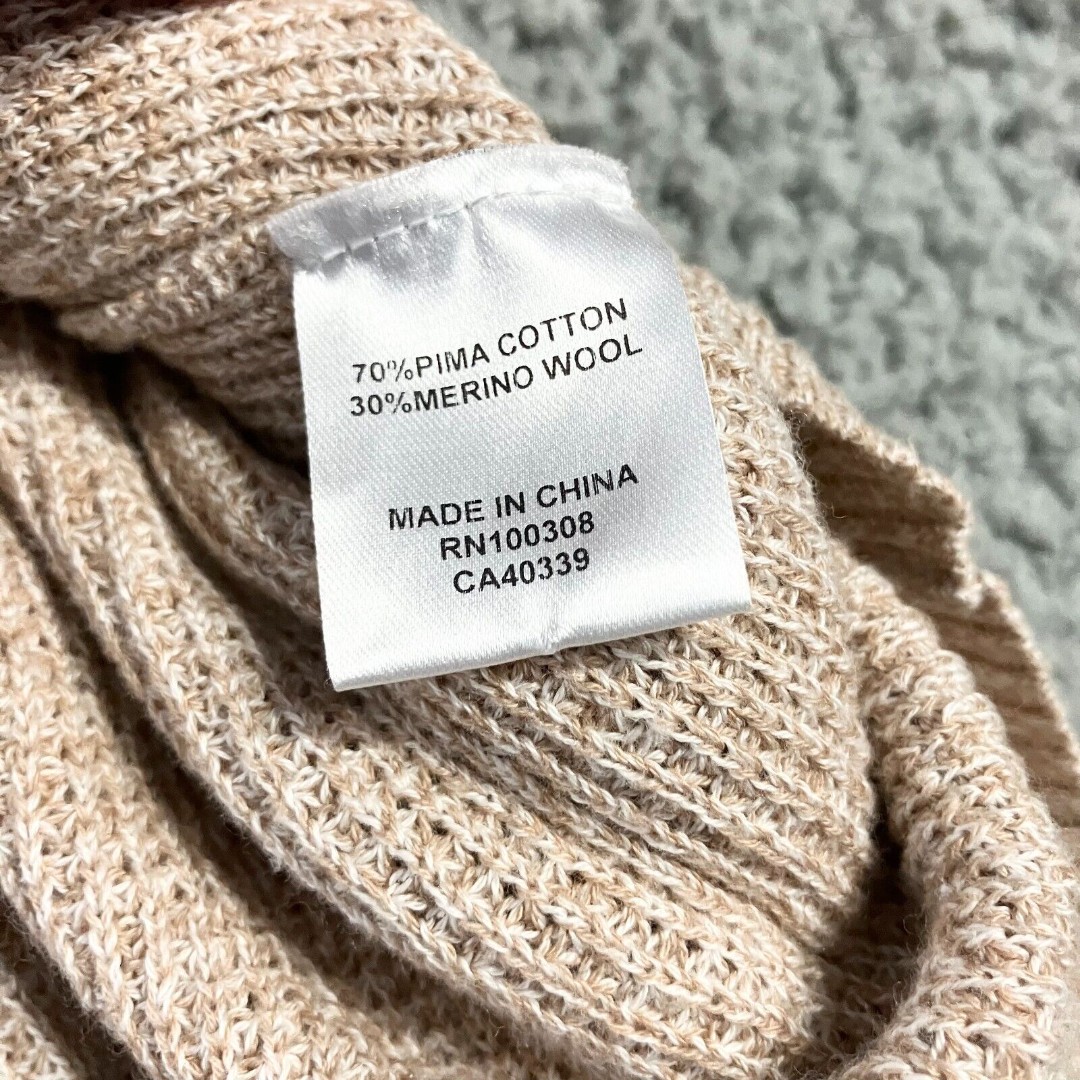 70%PIMA COTTON
30%MERINO WOOL
MADE IN CHINA
RN100308
CA40339